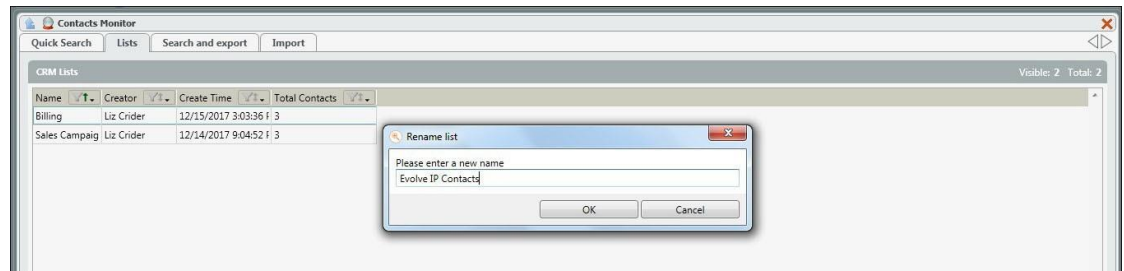 Contacts Monitor
Quick Search Lists Search and export Import
CRM Lists Visible: 2 Total: 2
Name Creator Create Time Total Contacts
Billing Liz Crider 12/15/2017 3:03:36 F 3
Sales Campaig Liz Crider 12/14/2017 9:04:52 F 3
Rename list
Please enter a new name
Evolve IP Contacts
OK Cancel